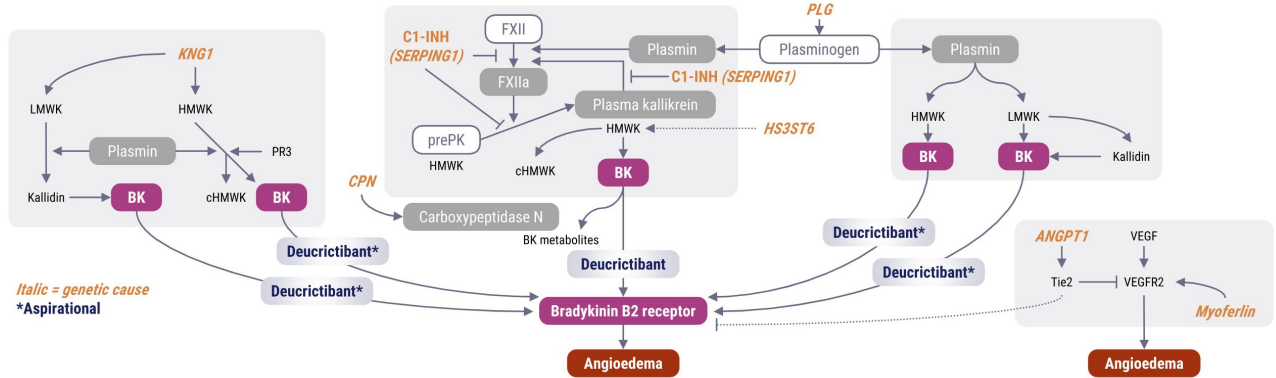 KNG1
LMWK
HMWK
Plasmin
PR3
Kallidin
BK
cHMWK
BK
Deucrictibant*
Deucrictibant*
Italic = genetic cause
*Aspirational
C1-INH
(SERPING1)
FXII
FXIIa
Plasmin
C1-INH (SERPING1)
Plasma kallikrein
prePK
HMWK
HMWK
HS3ST6
cHMWK
BK
CPN
Carboxypeptidase N
BK metabolites
Deucrictibant
Bradykinin B2 receptor
Angioedema
PLG
Plasminogen
Plasmin
HMWK
LMWK
BK
BK
Kallidin
Deucrictibant*
Deucrictibant*
ANGPT1
VEGF
Tie2
VEGFR2
Myoferlin
Angioedema